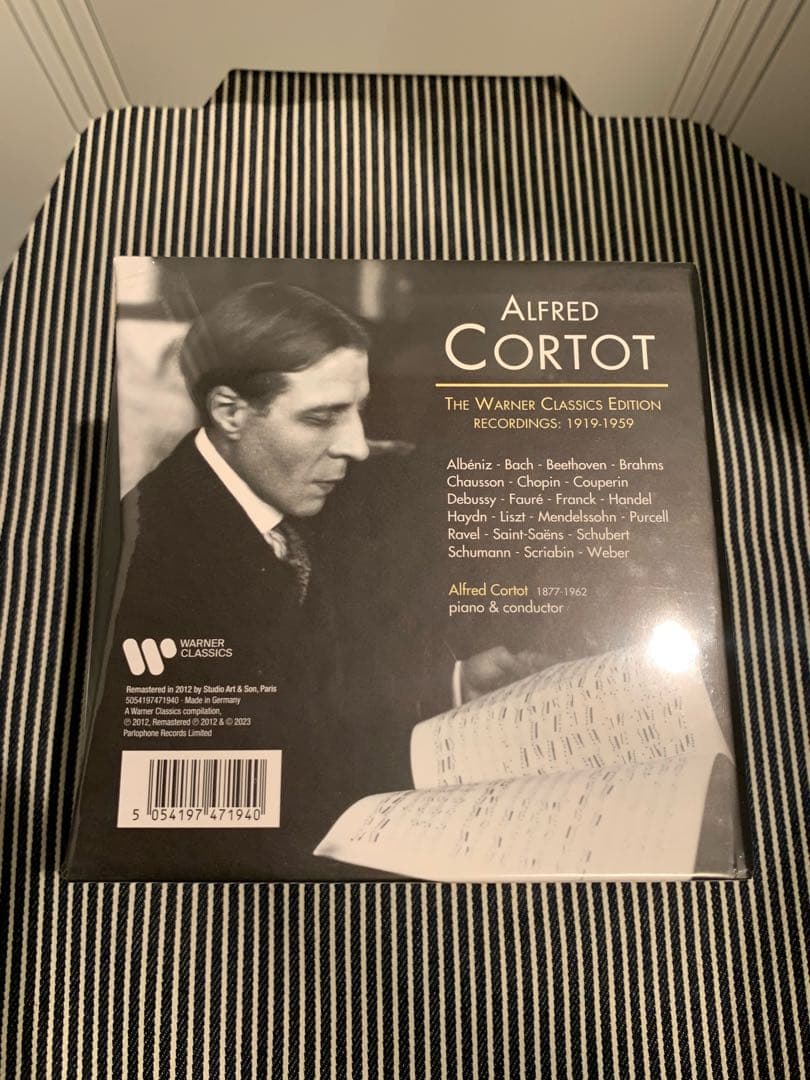 ALFRED
CORTOT
THE WARNER CLASSICS EDITION
RECORDINGS: 1919-1959
Albéniz - Bach - Beethoven - Brahms
Chausson - Chopin - Couperin
Debussy - Fauré - Franck - Handel
Haydn - Liszt - Mendelssohn - Purcell
Ravel - Saint-Saëns - Schubert
Schumann - Scriabin - Weber
Alfred Cortot 1877-1962
piano & conductor
WARNER
CLASSICS
Remastered in 2012 by Studio Art & Son, Paris
5054197471940 · Made in Germany
A Warner Classics compilation,
℗ 2012, Remastered ℗ 2012 & © 2023
Parlophone Records Limited
5 054197 471940